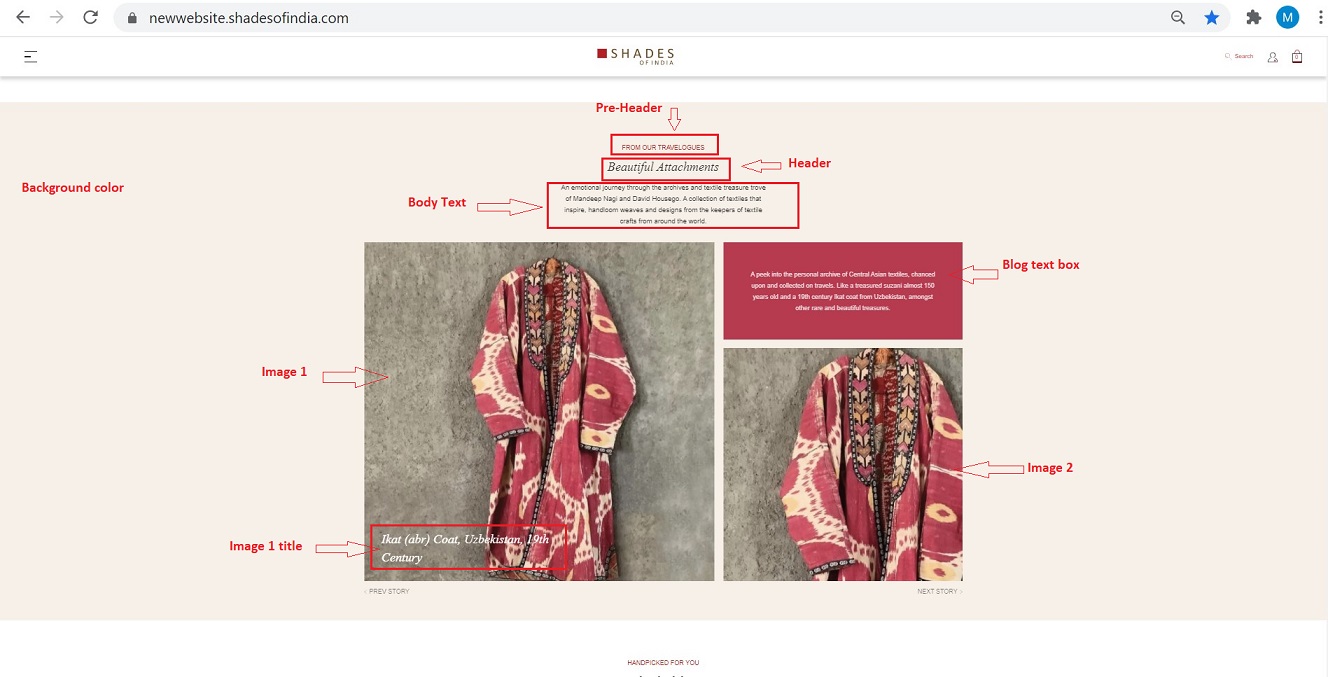 newwebsite.shadesofindia.com
M
SHADES
OF INDIA
Search
0
Pre-Header
FROM OUR TRAVELOGUES
Beautiful Attachments
Header
Background color
Body Text
An emotional journey through the archives and textile treasure trove
of Mandeep Nagi and David Housego. A collection of textiles that
inspire, handloom weaves and designs from the keepers of textile
crafts from around the world.
A peek into the personal archive of Central Asian textiles, chanced
upon and collected on travels. Like a treasured suzani almost 150
years old and a 19th century Ikat coat from Uzbekistan, amongst
other rare and beautiful treasures.
Blog text box
Image 1
Image 2
Image 1 title
Ikat (abr) Coat, Uzbekistan, 19th
Century
‹ PREV STORY
NEXT STORY ›
HANDPICKED FOR YOU